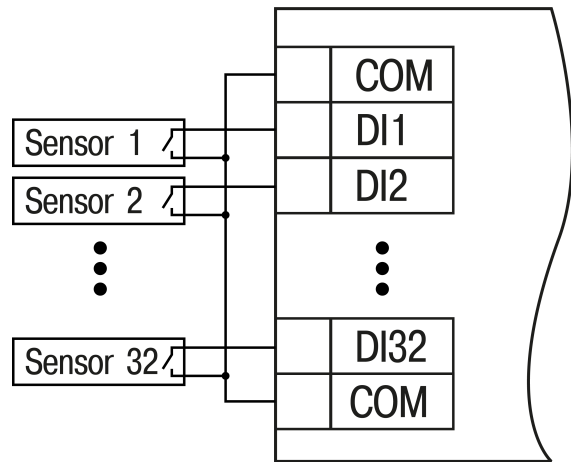 COM
Sensor 1
DI1
Sensor 2
DI2
Sensor 32
DI32
COM